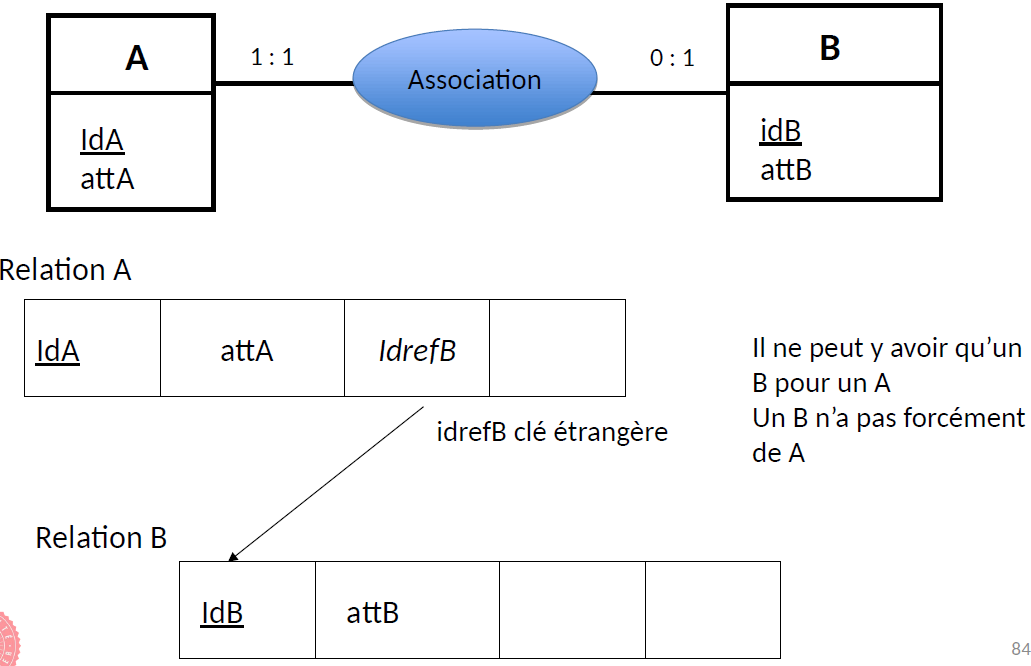 A
1 : 1
Association
0 : 1
B
IdA
attA
idB
attB
Relation A
IdA
attA
IdrefB
Il ne peut y avoir qu’un
B pour un A
Un B n’a pas forcément
de A
idrefB clé étrangère
Relation B
IdB
attB
84